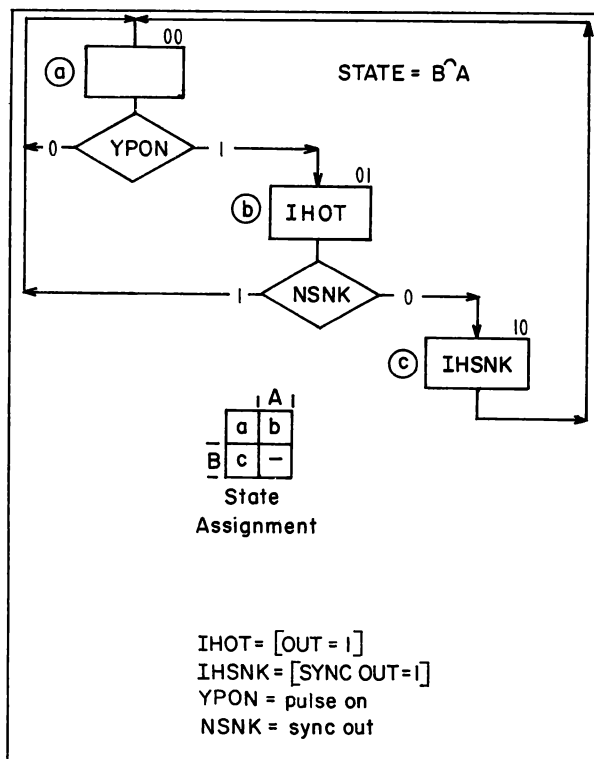 00
a
STATE = B⌒A
0 YPON 1
01
b IHOT
1 NSNK 0
10
c IHSNK
A
a b
B c –
State
Assignment
IHOT = [OUT = 1]
IHSNK = [SYNC OUT=1]
YPON = pulse on
NSNK = sync out